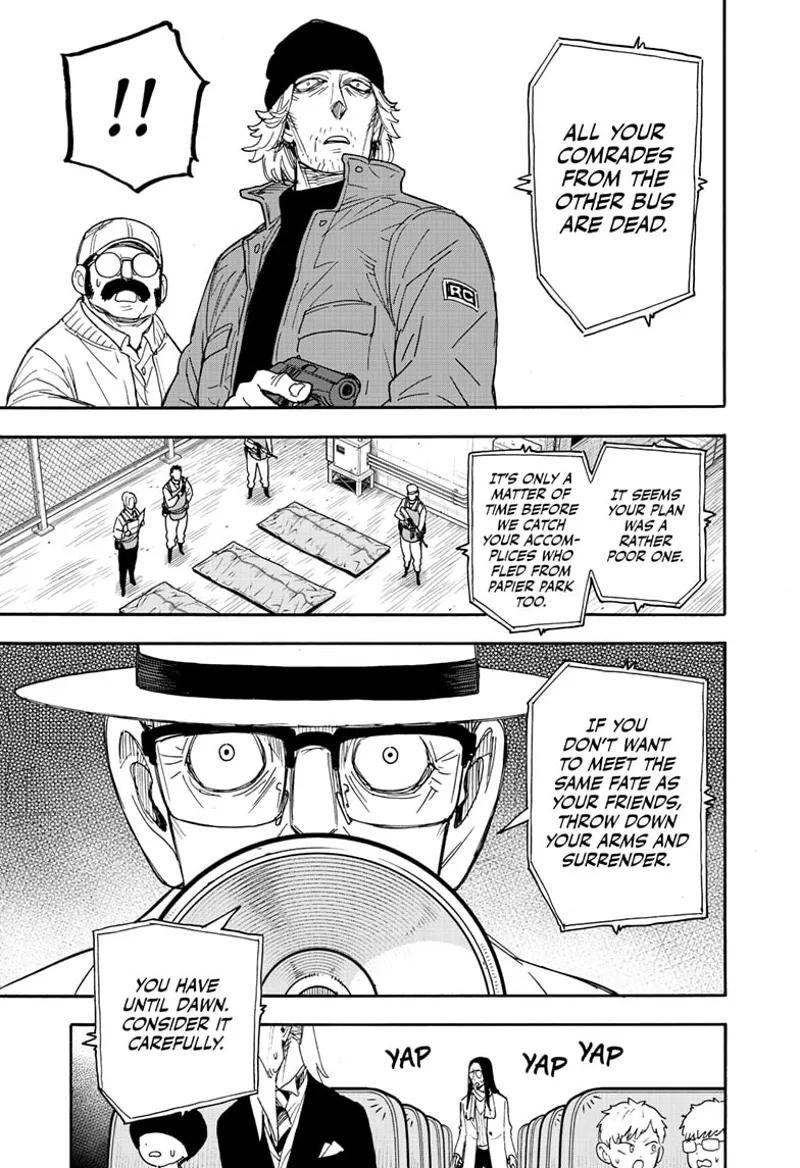 ALL YOUR
COMRADES
FROM THE
OTHER BUS
ARE DEAD.
!!
RC
IT SEEMS
YOUR PLAN
WAS A
RATHER
POOR ONE.
IT'S ONLY A
MATTER OF
TIME BEFORE
WE CATCH
YOUR ACCOM-
PLICES WHO
FLED FROM
PAPIER PARK
TOO.
IF YOU
DON'T WANT
TO MEET THE
SAME FATE AS
YOUR FRIENDS,
THROW DOWN
YOUR ARMS AND
SURRENDER.
YOU HAVE
UNTIL DAWN.
CONSIDER IT
CAREFULLY.
YAP
YAP
YAP